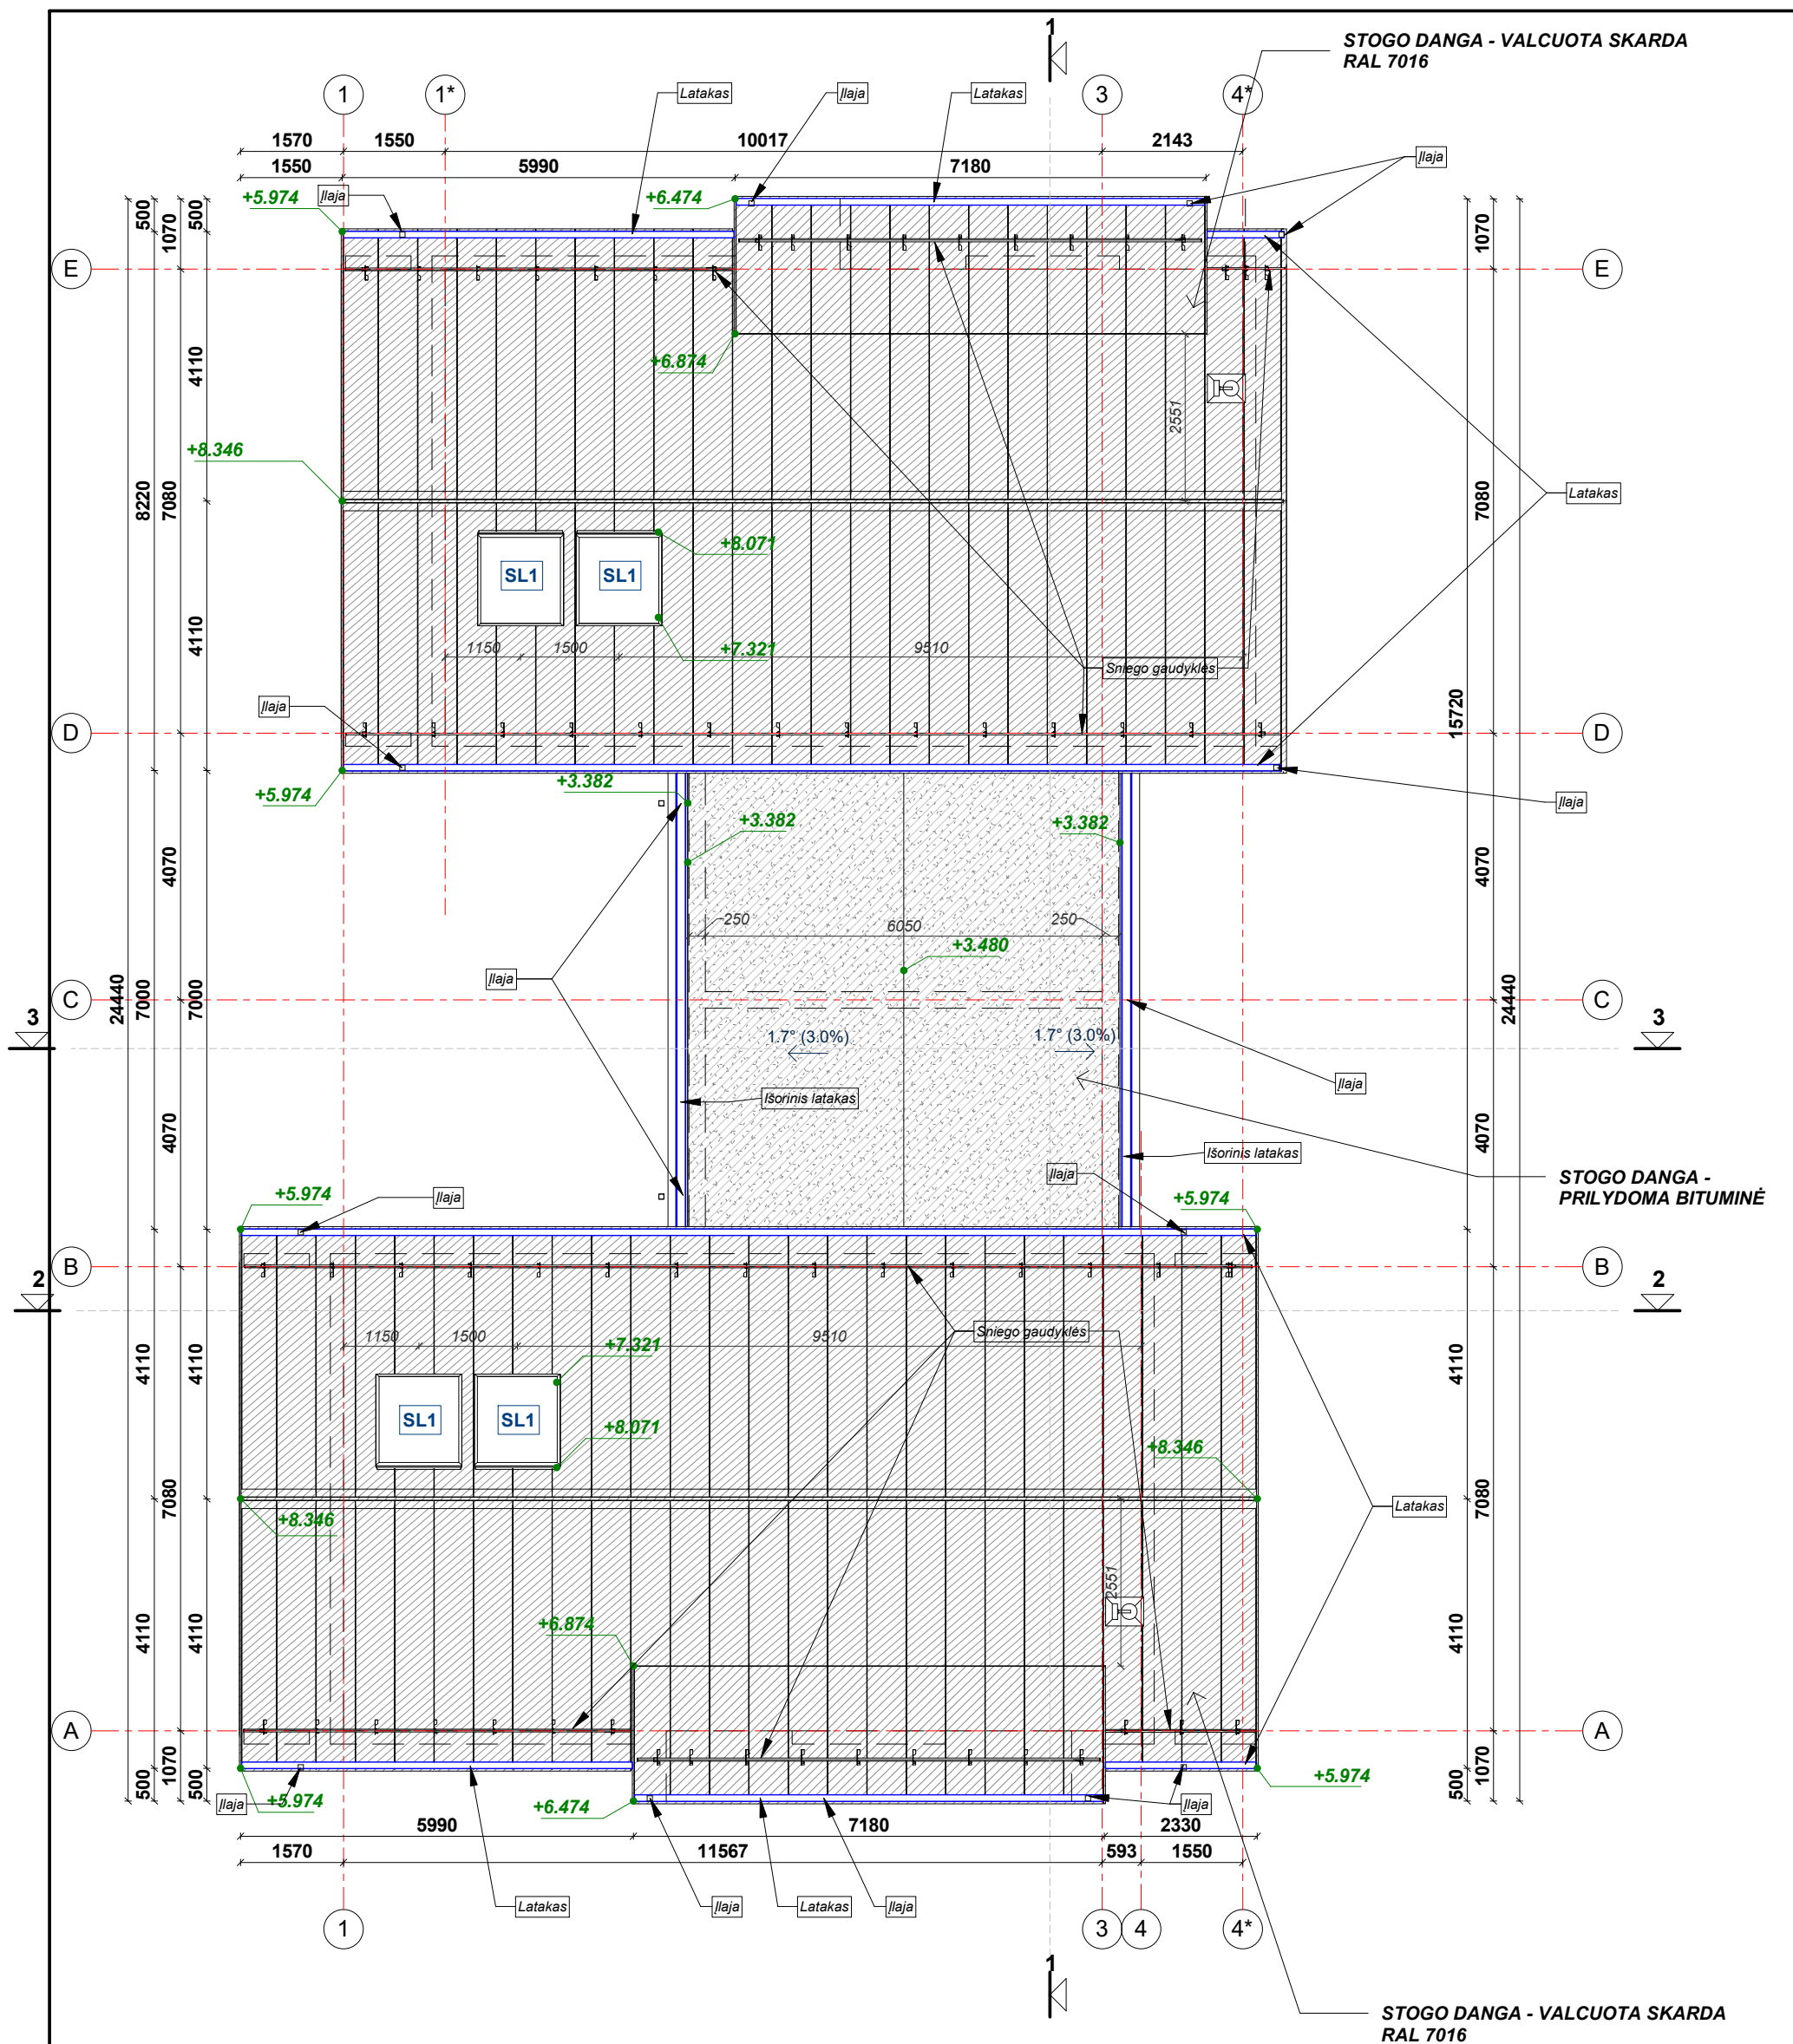 1
STOGO DANGA - VALCUOTA SKARDA
RAL 7016
1
1*
Latakas
Įlaja
Latakas
3
4*
1570
1550
10017
2143
1550
5990
7180
Įlaja
+5.974
Įlaja
+6.474
500
1070
500
1070
E
E
+6.874
4110
2551
+8.346
8220
7080
7080
Latakas
+8.071
SL1
SL1
4110
1150
1500
9510
+7.321
Sniego gaudyklės
Įlaja
15720
D
D
+5.974
+3.382
Įlaja
+3.382
+3.382
4070
4070
250
6050
250
+3.480
Įlaja
C
C
24440
7000
7000
24440
3
3
1.7° (3.0%)
1.7° (3.0%)
Įlaja
Išorinis latakas
4070
4070
Išorinis latakas
Įlaja
STOGO DANGA -
PRILYDOMA BITUMINĖ
+5.974
Įlaja
+5.974
B
B
2
2
1150
1500
9510
Sniego gaudyklės
+7.321
4110
4110
4110
SL1
SL1
+8.071
+8.346
7080
7080
Latakas
+8.346
2551
+6.874
4110
4110
4110
A
A
1070
1070
500
500
500
Įlaja
+5.974
+6.474
Įlaja
+5.974
5990
7180
2330
1570
11567
593
1550
Latakas
Įlaja
Latakas
Įlaja
1
3
4
4*
1
STOGO DANGA - VALCUOTA SKARDA
RAL 7016